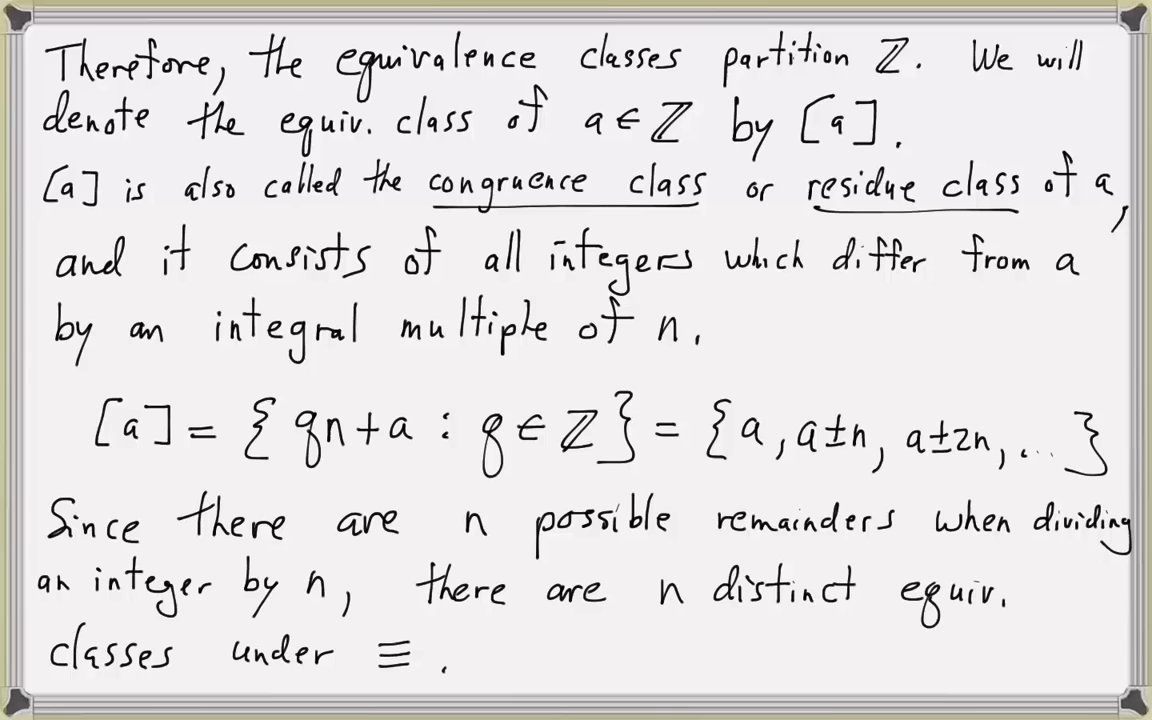 Therefore, the equivalence classes partition ℤ. We will
denote the equiv. class of a ∈ ℤ by [a].
[a] is also called the congruence class or residue class of a,
and it consists of all integers which differ from a
by an integral multiple of n.
[a] = { qn + a : q ∈ ℤ } = { a, a±n, a±2n, ... }
Since there are n possible remainders when dividing
an integer by n, there are n distinct equiv.
classes under ≡ .